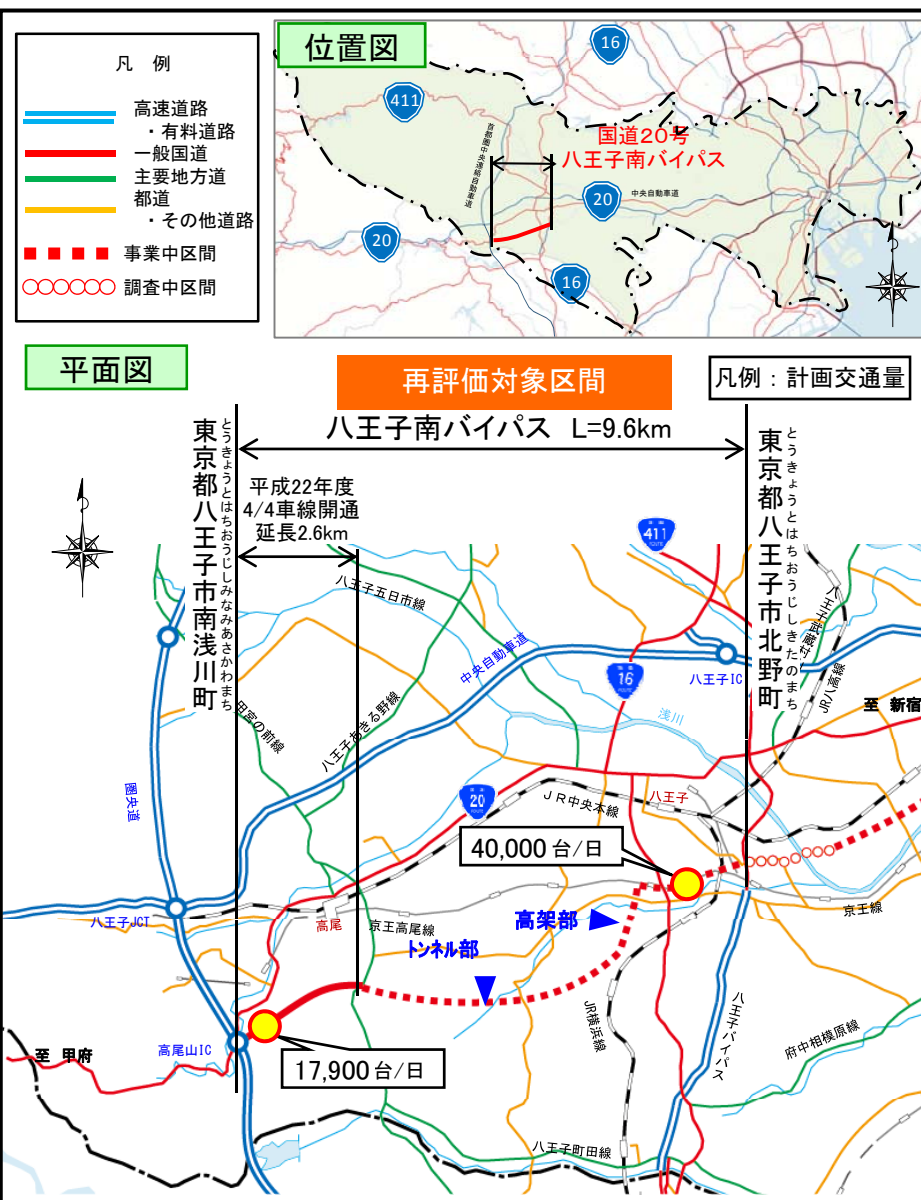 凡　例
高速道路
・有料道路
一般国道
主要地方道
都道
・その他道路
事業中区間
調査中区間
位置図
16
411
首都圏中央連絡自動車道
国道20号
八王子南バイパス
20
中央自動車道
20
16
平面図
再評価対象区間
凡例：計画交通量
八王子南バイパス L=9.6km
東京都八王子市南浅川町
とうきょうとはちおうじしみなみあさかわまち
平成22年度
4/4車線開通
延長2.6km
東京都八王子市北野町
とうきょうとはちおうじしきたのまち
411
八王子五日市線
中央自動車道
16
八王子IC
八王子武蔵村
JR八高線
至 新宿
田宮の前線
八王子あきる野線
浅川
圏央道
20
JR中央本線
八王子
40,000台/日
八王子JCT
高尾
京王高尾線
高架部
京王線
トンネル部
高尾山IC
至 甲府
17,900台/日
JR横浜線
八王子バイパス
府中相模原線
八王子町田線